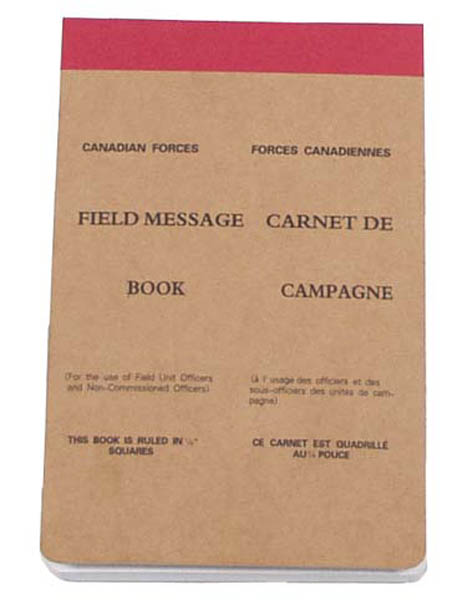 CANADIAN FORCES
FIELD MESSAGE
BOOK
(For the use of Field Unit Officers
and Non-Commissioned Officers)
THIS BOOK IS RULED IN ¼"
SQUARES
FORCES CANADIENNES
CARNET DE
CAMPAGNE
(à l'usage des officiers et des
sous-officiers des unités de cam-
pagne)
CE CARNET EST QUADRILLÉ
AU ¼ POUCE